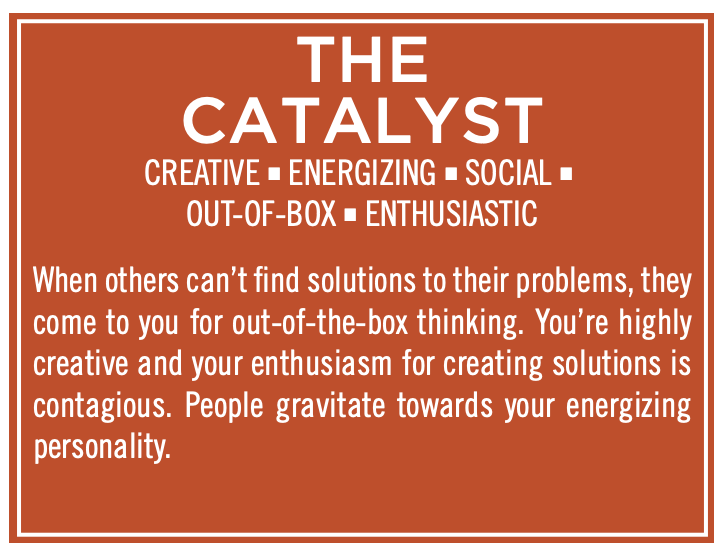 THE
CATALYST
CREATIVE ▪ ENERGIZING ▪ SOCIAL ▪
OUT-OF-BOX ▪ ENTHUSIASTIC
When others can’t find solutions to their problems, they
come to you for out-of-the-box thinking. You’re highly
creative and your enthusiasm for creating solutions is
contagious. People gravitate towards your energizing
personality.